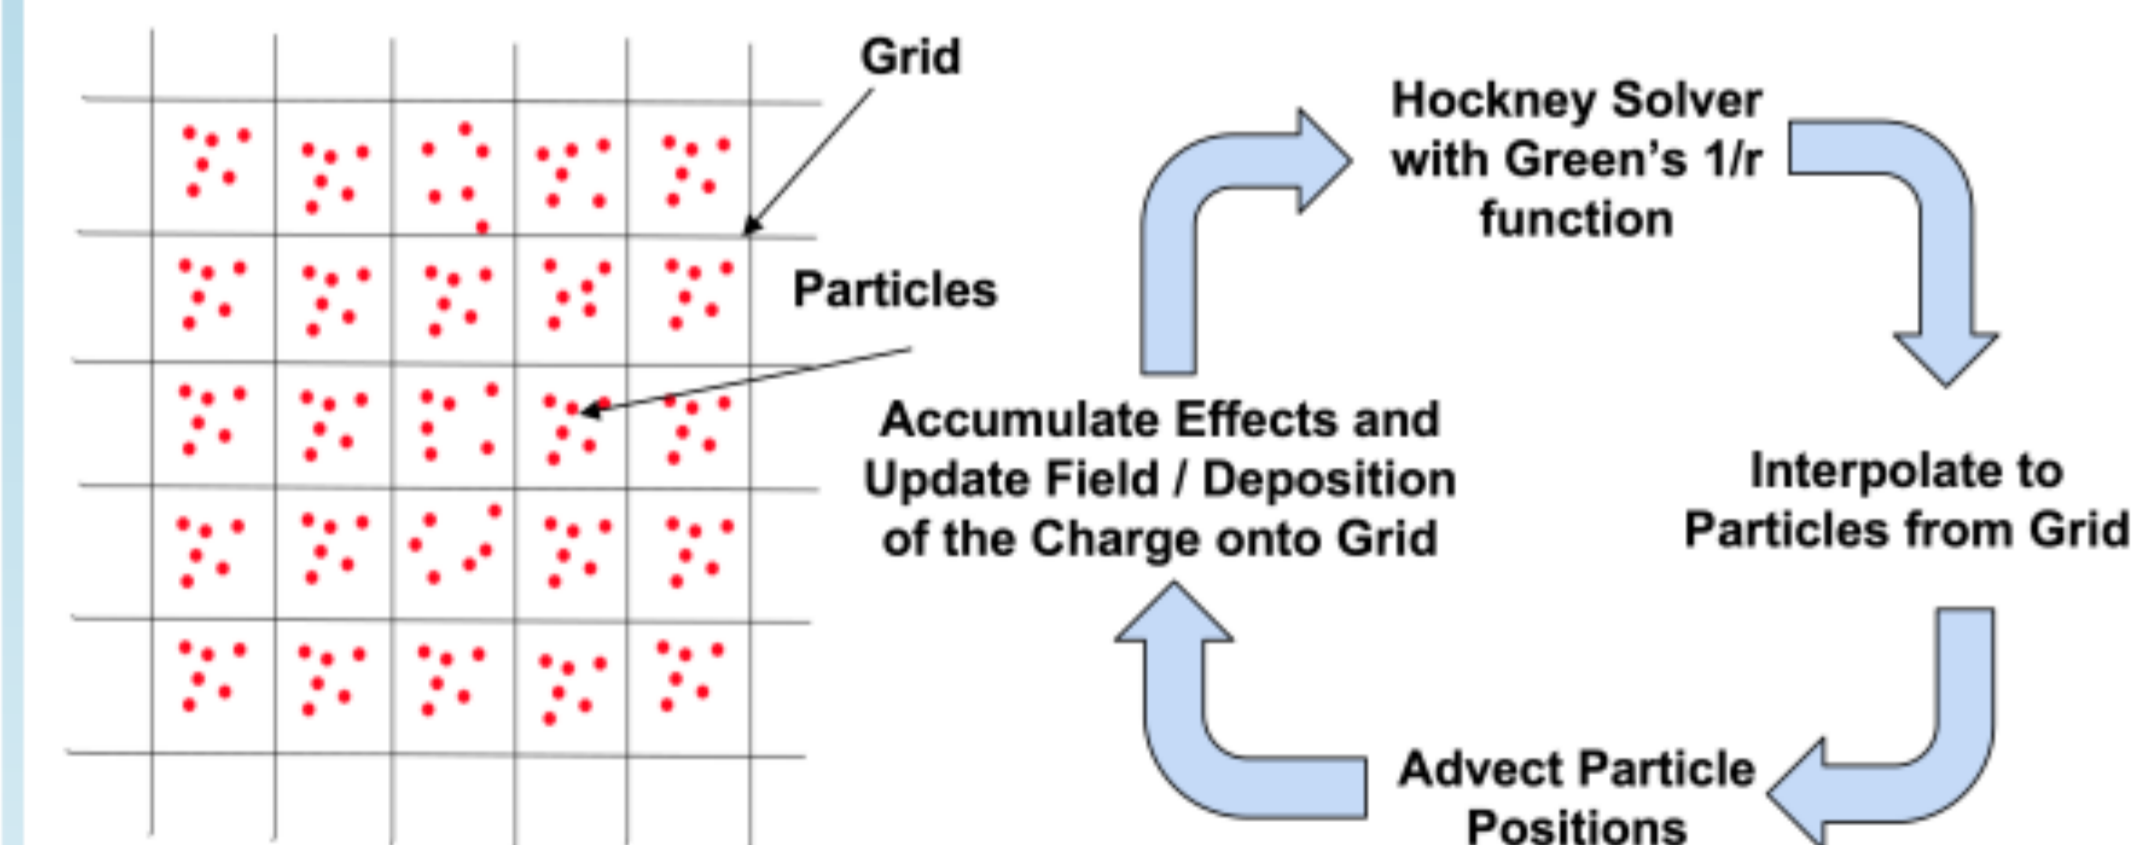 Grid
Particles
Hockney Solver
with Green's 1/r
function
Accumulate Effects and
Update Field / Deposition
of the Charge onto Grid
Interpolate to
Particles from Grid
Advect Particle
Positions